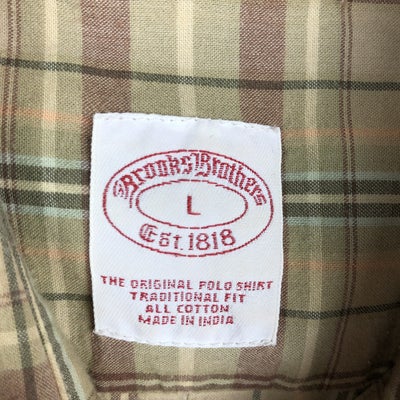 Brooks Brothers
L
Est. 1818
THE ORIGINAL POLO SHIRT
TRADITIONAL FIT
ALL COTTON
MADE IN INDIA